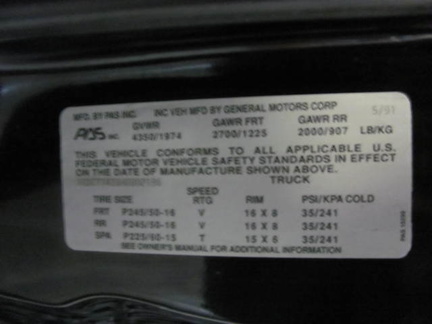 MFD. BY PAS INC. INC VEH MFD BY GENERAL MOTORS CORP 5/91
PAS INC. GVWR GAWR FRT GAWR RR
4350/1974 2700/1225 2000/907 LB/KG
THIS VEHICLE CONFORMS TO ALL APPLICABLE U.S.
FEDERAL MOTOR VEHICLE SAFETY STANDARDS IN EFFECT
ON THE DATE OF MANUFACTURE SHOWN ABOVE.
TRUCK
SPEED
TIRE SIZE RTG RIM PSI/KPA COLD
FRT P245/50-16 V 16 X 8 35/241
RR P245/50-16 V 16 X 8 35/241
SPA P225/60-15 T 15 X 6 35/241
SEE OWNER'S MANUAL FOR ADDITIONAL INFORMATION